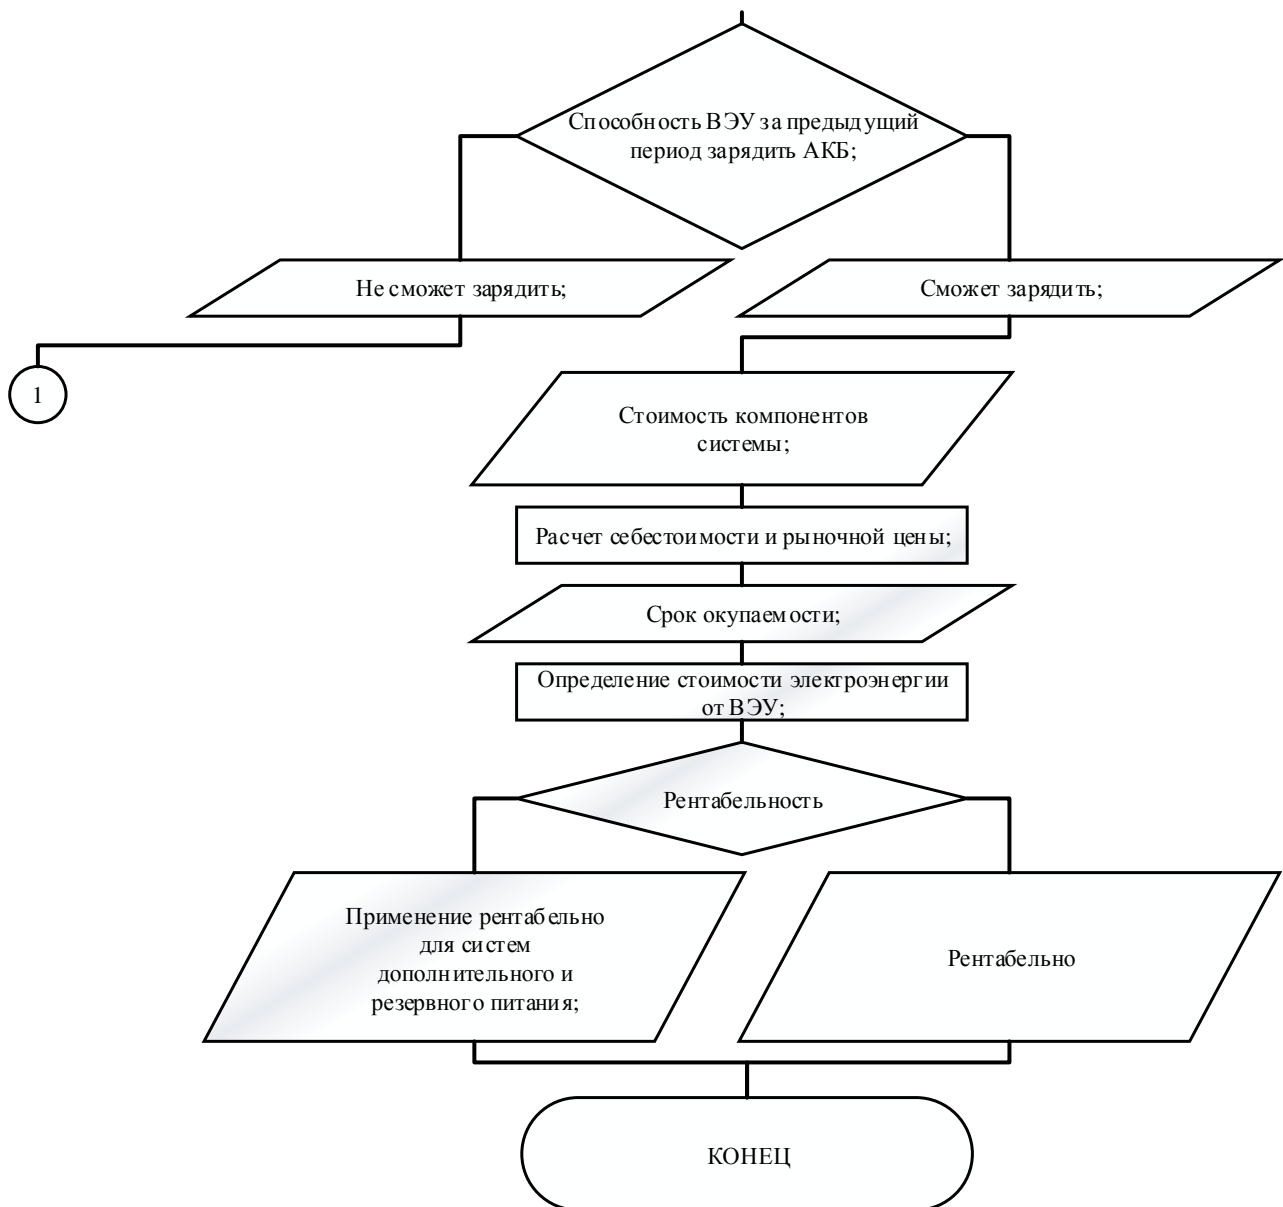 Способность ВЭУ за предыдущий
период зарядить АКБ;
Не сможет зарядить;
Сможет зарядить;
1
Стоимость компонентов
системы;
Расчет себестоимости и рыночной цены;
Срок окупаемости;
Определение стоимости электроэнергии
от ВЭУ;
Рентабельность
Применение рентабельно
для систем
дополнительного и
резервного питания;
Рентабельно
КОНЕЦ